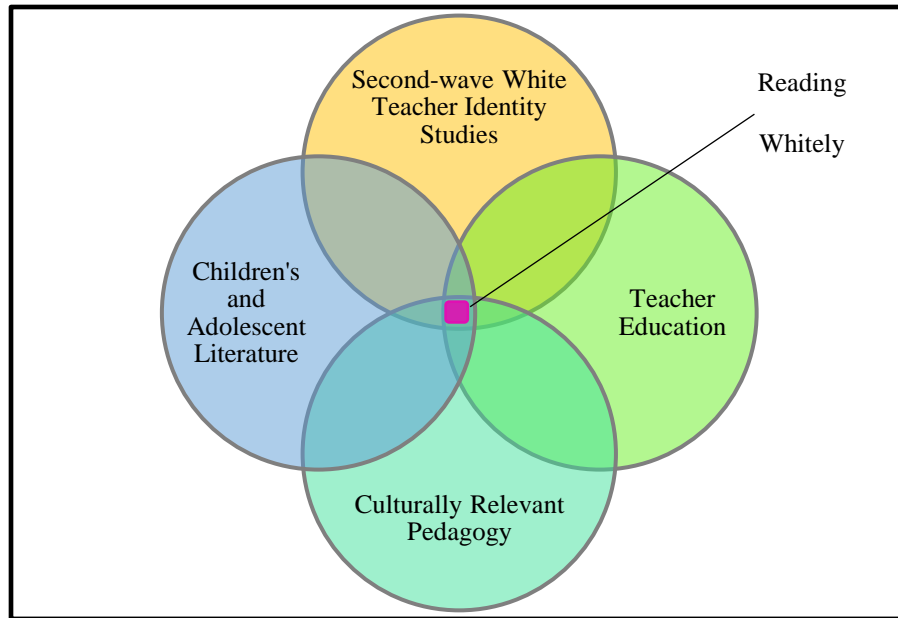 Second-wave White
Teacher Identity
Studies
Reading
Whitely
Children's
and
Adolescent
Literature
Teacher
Education
Culturally Relevant
Pedagogy